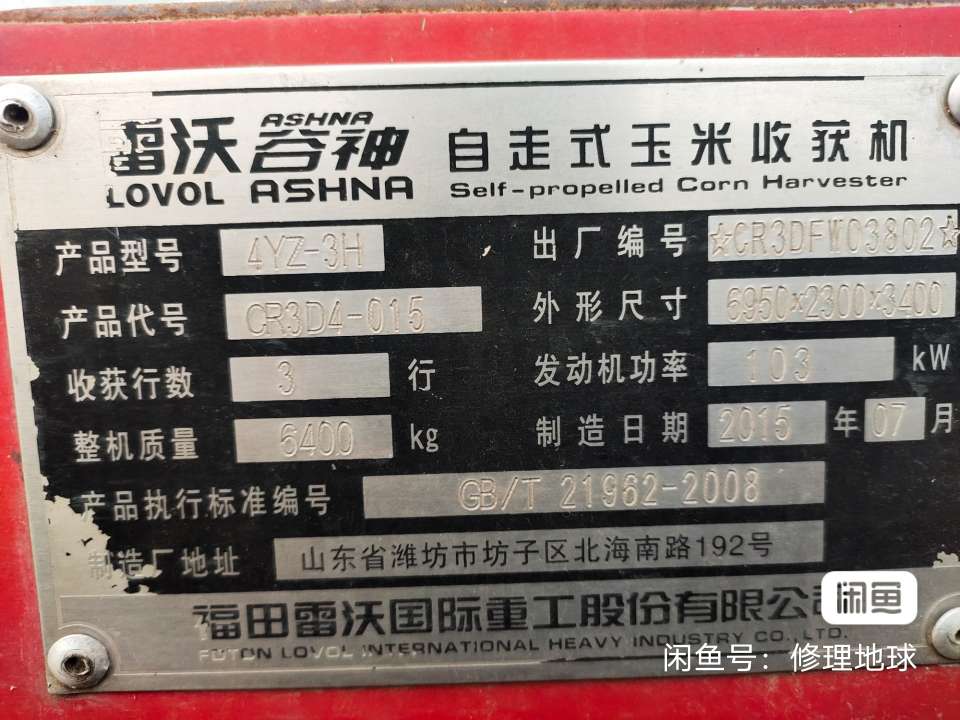 ASHNA
雷沃 谷神 自走式玉米收获机
LOVOL ASHNA Self-propelled Corn Harvester
产品型号 4YZ-3H 出厂编号 ☆CR3DFW03802☆
产品代号 CR3D4-015 外形尺寸 6950×2300×3400
收获行数 3 行 发动机功率 103 kW
整机质量 6400 kg 制造日期 2015 年 07 月
产品执行标准编号 GB/T 21962-2008
制造厂地址 山东省潍坊市坊子区北海南路192号
福田雷沃国际重工股份有限公司
FOTON LOVOL INTERNATIONAL HEAVY INDUSTRY CO.,LTD.
闲鱼
闲鱼号：修理地球